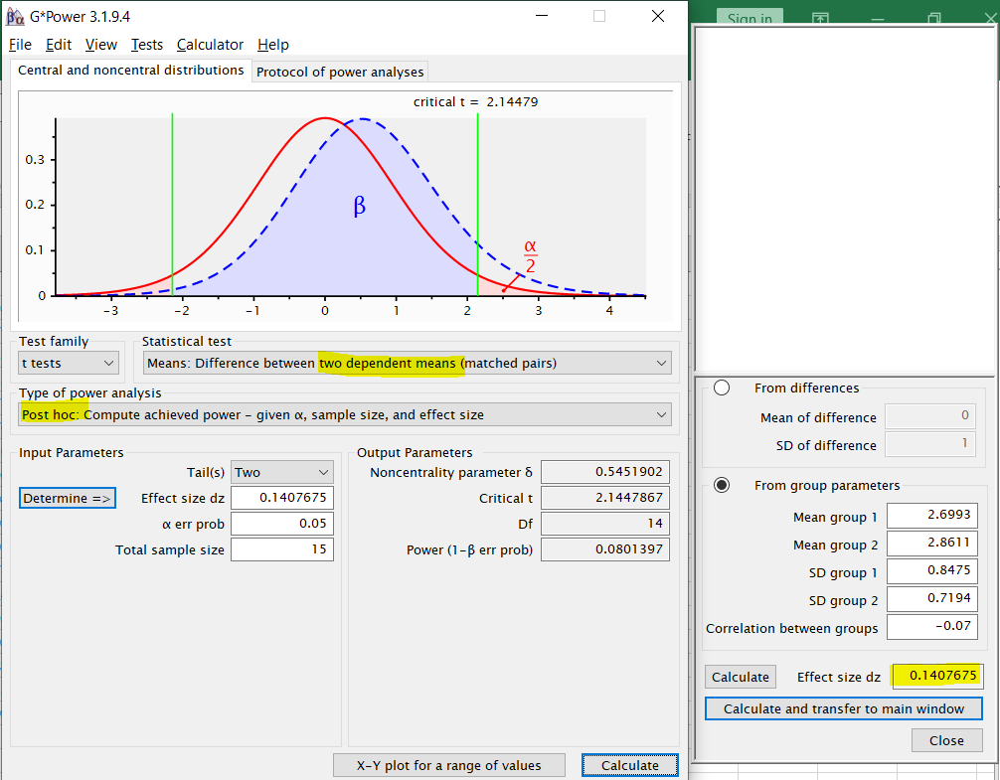 G*Power 3.1.9.4
Sign in
File Edit View Tests Calculator Help
Central and noncentral distributions Protocol of power analyses
critical t = 2.14479
0.3
0.2
0.1
0
β
α
2
-3 -2 -1 0 1 2 3 4
Test family
t tests
Statistical test
Means: Difference between two dependent means (matched pairs)
Type of power analysis
Post hoc: Compute achieved power – given α, sample size, and effect size
Input Parameters
Tail(s) Two
Determine => Effect size dz 0.1407675
α err prob 0.05
Total sample size 15
Output Parameters
Noncentrality parameter δ 0.5451902
Critical t 2.1447867
Df 14
Power (1-β err prob) 0.0801397
X-Y plot for a range of values Calculate
From differences
Mean of difference 0
SD of difference 1
From group parameters
Mean group 1 2.6993
Mean group 2 2.8611
SD group 1 0.8475
SD group 2 0.7194
Correlation between groups -0.07
Calculate Effect size dz 0.1407675
Calculate and transfer to main window
Close